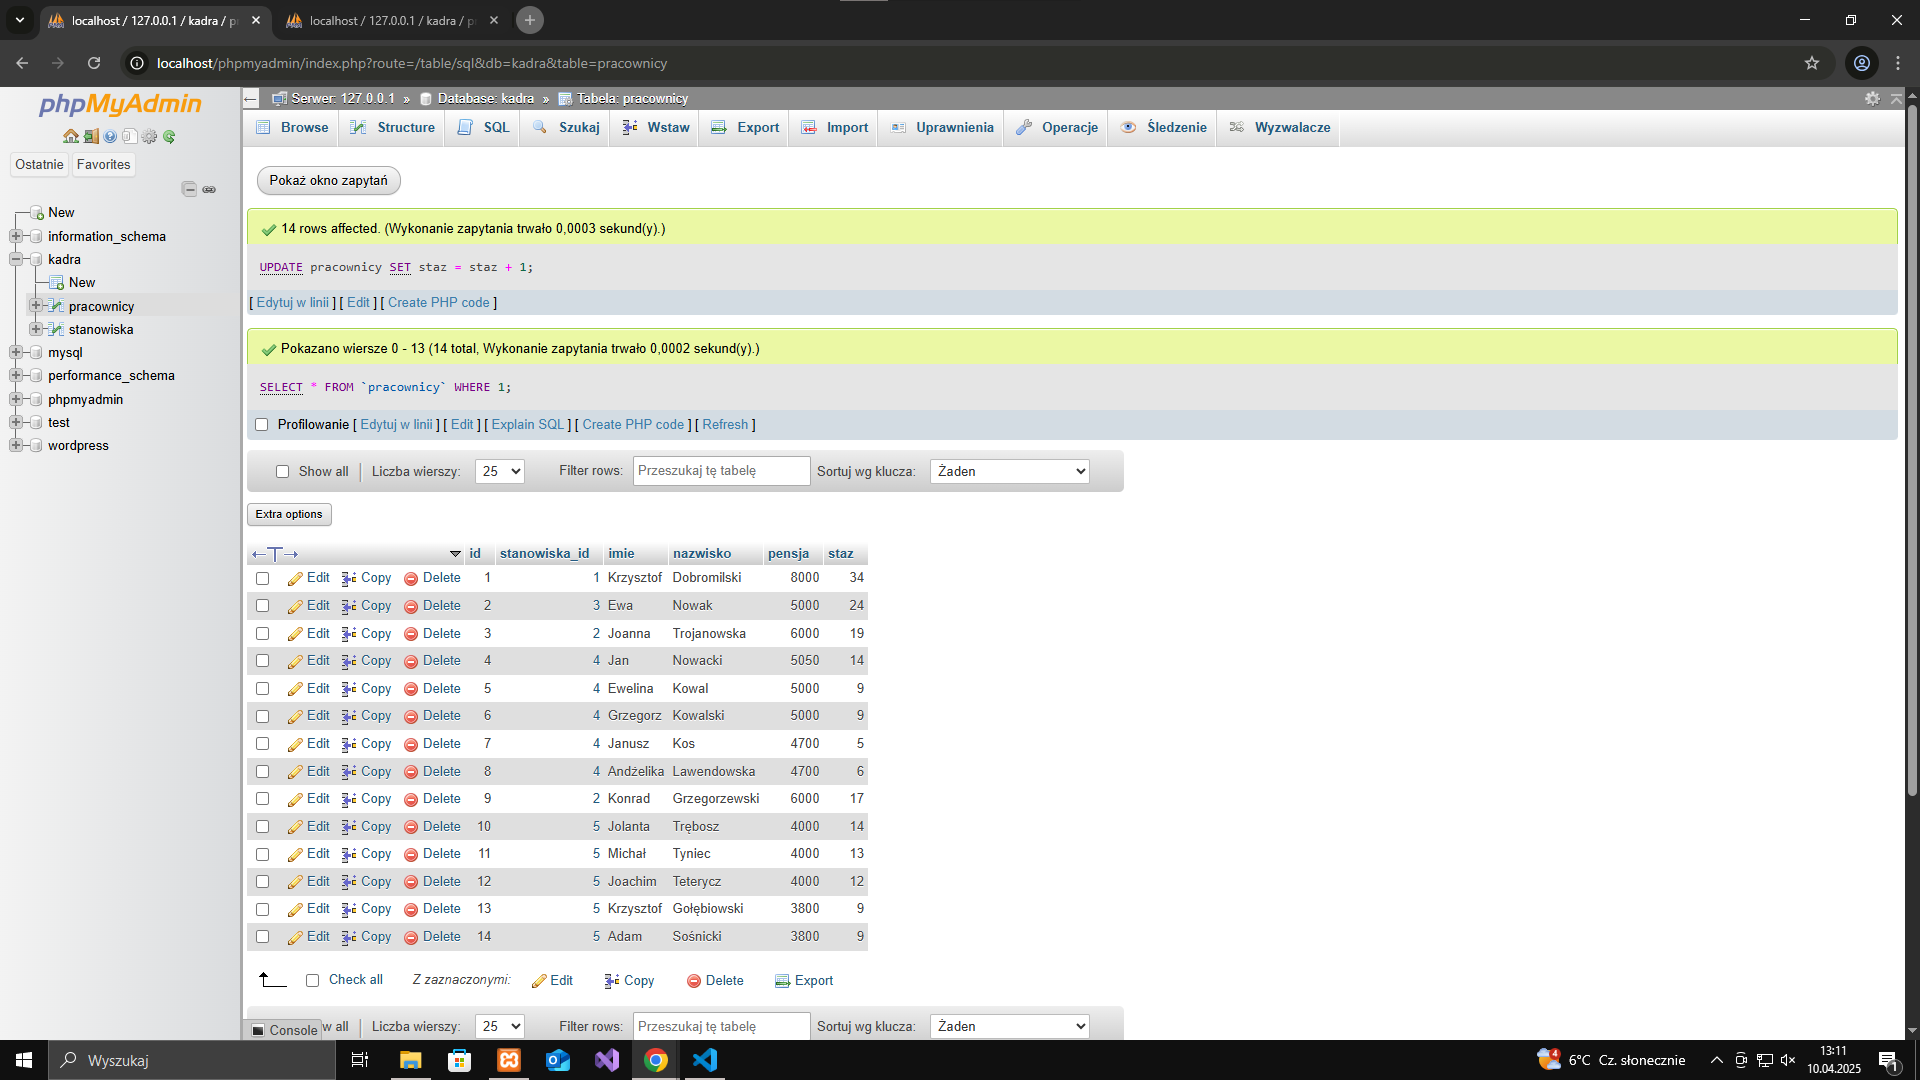 localhost / 127.0.0.1 / kadra / p
localhost / 127.0.0.1 / kadra / p
localhost/phpmyadmin/index.php?route=/table/sql&db=kadra&table=pracownicy
phpMyAdmin
Ostatnie Favorites
New
information_schema
kadra
New
pracownicy
stanowiska
mysql
performance_schema
phpmyadmin
test
wordpress
Serwer: 127.0.0.1 » Database: kadra » Tabela: pracownicy
Browse Structure SQL Szukaj Wstaw Export Import Uprawnienia Operacje Śledzenie Wyzwalacze
Pokaż okno zapytań
14 rows affected. (Wykonanie zapytania trwało 0,0003 sekund(y).)
UPDATE pracownicy SET staz = staz + 1;
[ Edytuj w linii ] [ Edit ] [ Create PHP code ]
Pokazano wiersze 0 - 13 (14 total, Wykonanie zapytania trwało 0,0002 sekund(y).)
SELECT * FROM `pracownicy` WHERE 1;
Profilowanie [ Edytuj w linii ] [ Edit ] [ Explain SQL ] [ Create PHP code ] [ Refresh ]
Show all Liczba wierszy: 25 Filter rows: Przeszukaj tę tabelę Sortuj wg klucza: Żaden
Extra options
id stanowiska_id imie nazwisko pensja staz
Edit Copy Delete 1 1 Krzysztof Dobromilski 8000 34
Edit Copy Delete 2 3 Ewa Nowak 5000 24
Edit Copy Delete 3 2 Joanna Trojanowska 6000 19
Edit Copy Delete 4 4 Jan Nowacki 5050 14
Edit Copy Delete 5 4 Ewelina Kowal 5000 9
Edit Copy Delete 6 4 Grzegorz Kowalski 5000 9
Edit Copy Delete 7 4 Janusz Kos 4700 5
Edit Copy Delete 8 4 Andżelika Lawendowska 4700 6
Edit Copy Delete 9 2 Konrad Grzegorzewski 6000 17
Edit Copy Delete 10 5 Jolanta Trębosz 4000 14
Edit Copy Delete 11 5 Michał Tyniec 4000 13
Edit Copy Delete 12 5 Joachim Teterycz 4000 12
Edit Copy Delete 13 5 Krzysztof Gołębiowski 3800 9
Edit Copy Delete 14 5 Adam Sośnicki 3800 9
Check all Z zaznaczonymi: Edit Copy Delete Export
Console w all Liczba wierszy: 25 Filter rows: Przeszukaj tę tabelę Sortuj wg klucza: Żaden
Wyszukaj
4
6°C Cz. słonecznie
13:11
10.04.2025
1